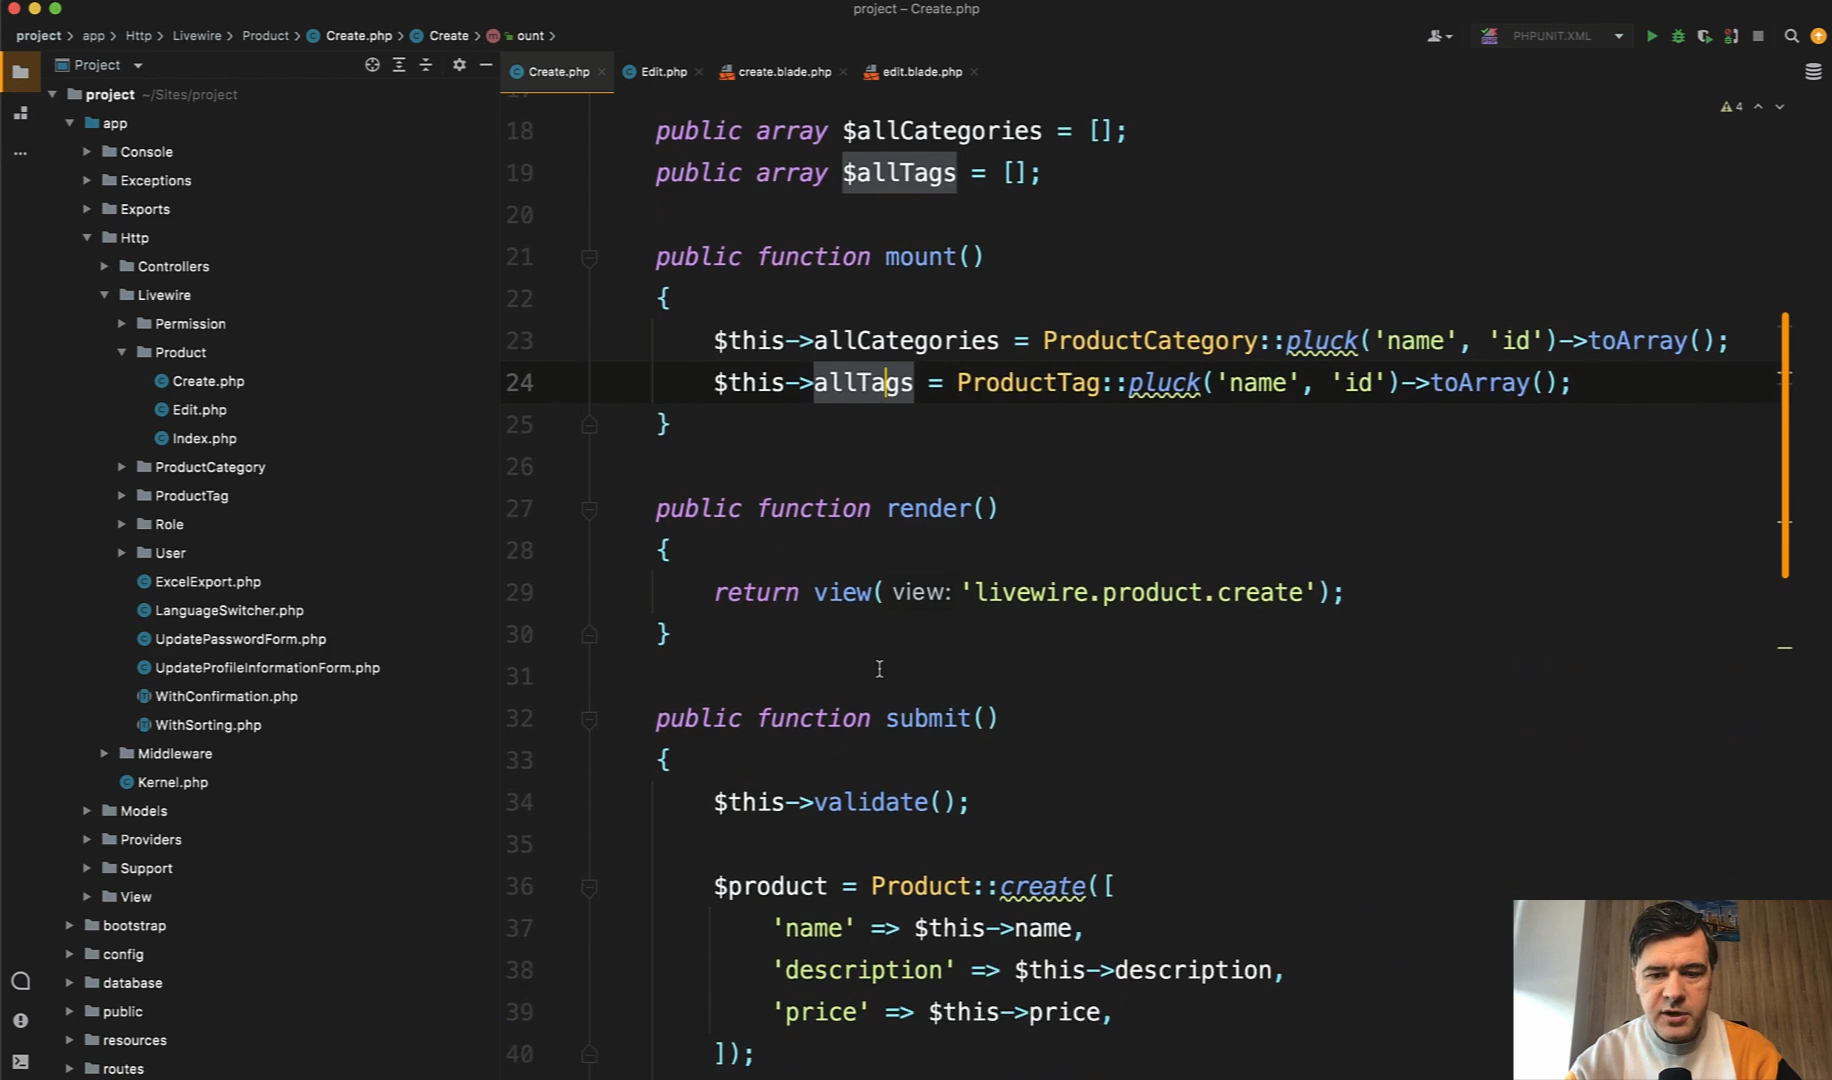 project – Create.php
project
app
Http
Livewire
Product
Create.php
Create
ount
PHPUNIT.XML
Project
Create.php
Edit.php
create.blade.php
edit.blade.php
4
project ~/Sites/project
app
Console
Exceptions
Exports
Http
Controllers
Livewire
Permission
Product
Create.php
Edit.php
Index.php
ProductCategory
ProductTag
Role
User
ExcelExport.php
LanguageSwitcher.php
UpdatePasswordForm.php
UpdateProfileInformationForm.php
WithConfirmation.php
WithSorting.php
Middleware
Kernel.php
Models
Providers
Support
View
bootstrap
config
database
public
resources
routes
18 public array $allCategories = [];
19 public array $allTags = [];
20
21 public function mount()
22 {
23 $this->allCategories = ProductCategory::pluck('name', 'id')->toArray();
24 $this->allTags = ProductTag::pluck('name', 'id')->toArray();
25 }
26
27 public function render()
28 {
29 return view( view: 'livewire.product.create');
30 }
31
32 public function submit()
33 {
34 $this->validate();
35
36 $product = Product::create([
37 'name' => $this->name,
38 'description' => $this->description,
39 'price' => $this->price,
40 ]);